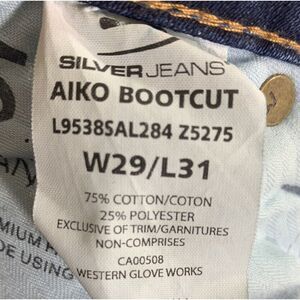 SILVER JEANS
AIKO BOOTCUT
L9538SAL284 Z5275
W29/L31
75% COTTON/COTON
25% POLYESTER
EXCLUSIVE OF TRIM/GARNITURES
NON-COMPRISES
CA00508
WESTERN GLOVE WORKS
USING